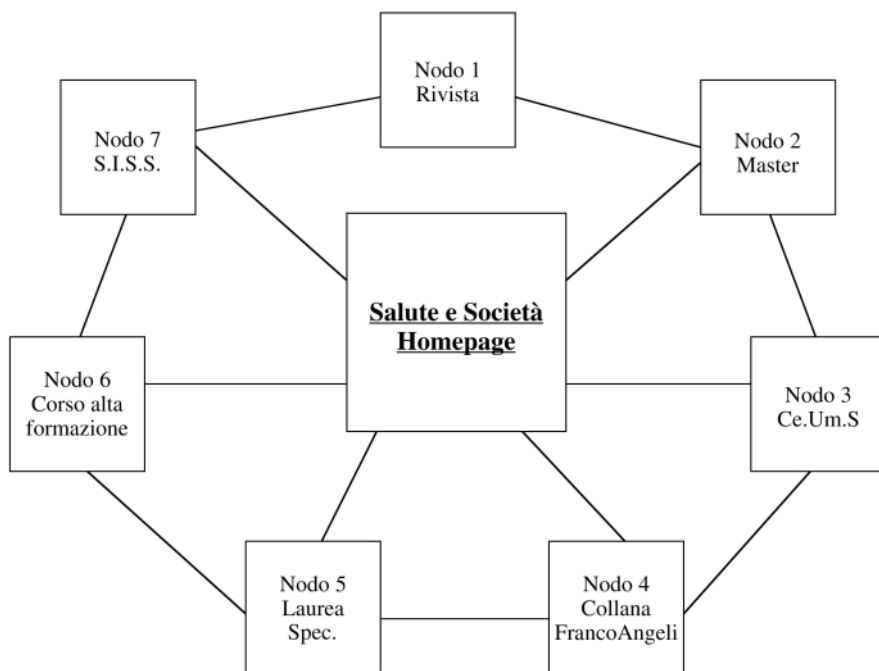 Nodo 1
Rivista
Nodo 7
S.I.S.S.
Nodo 2
Master
Salute e Società
Homepage
Nodo 6
Corso alta
formazione
Nodo 3
Ce.Um.S
Nodo 5
Laurea
Spec.
Nodo 4
Collana
FrancoAngeli